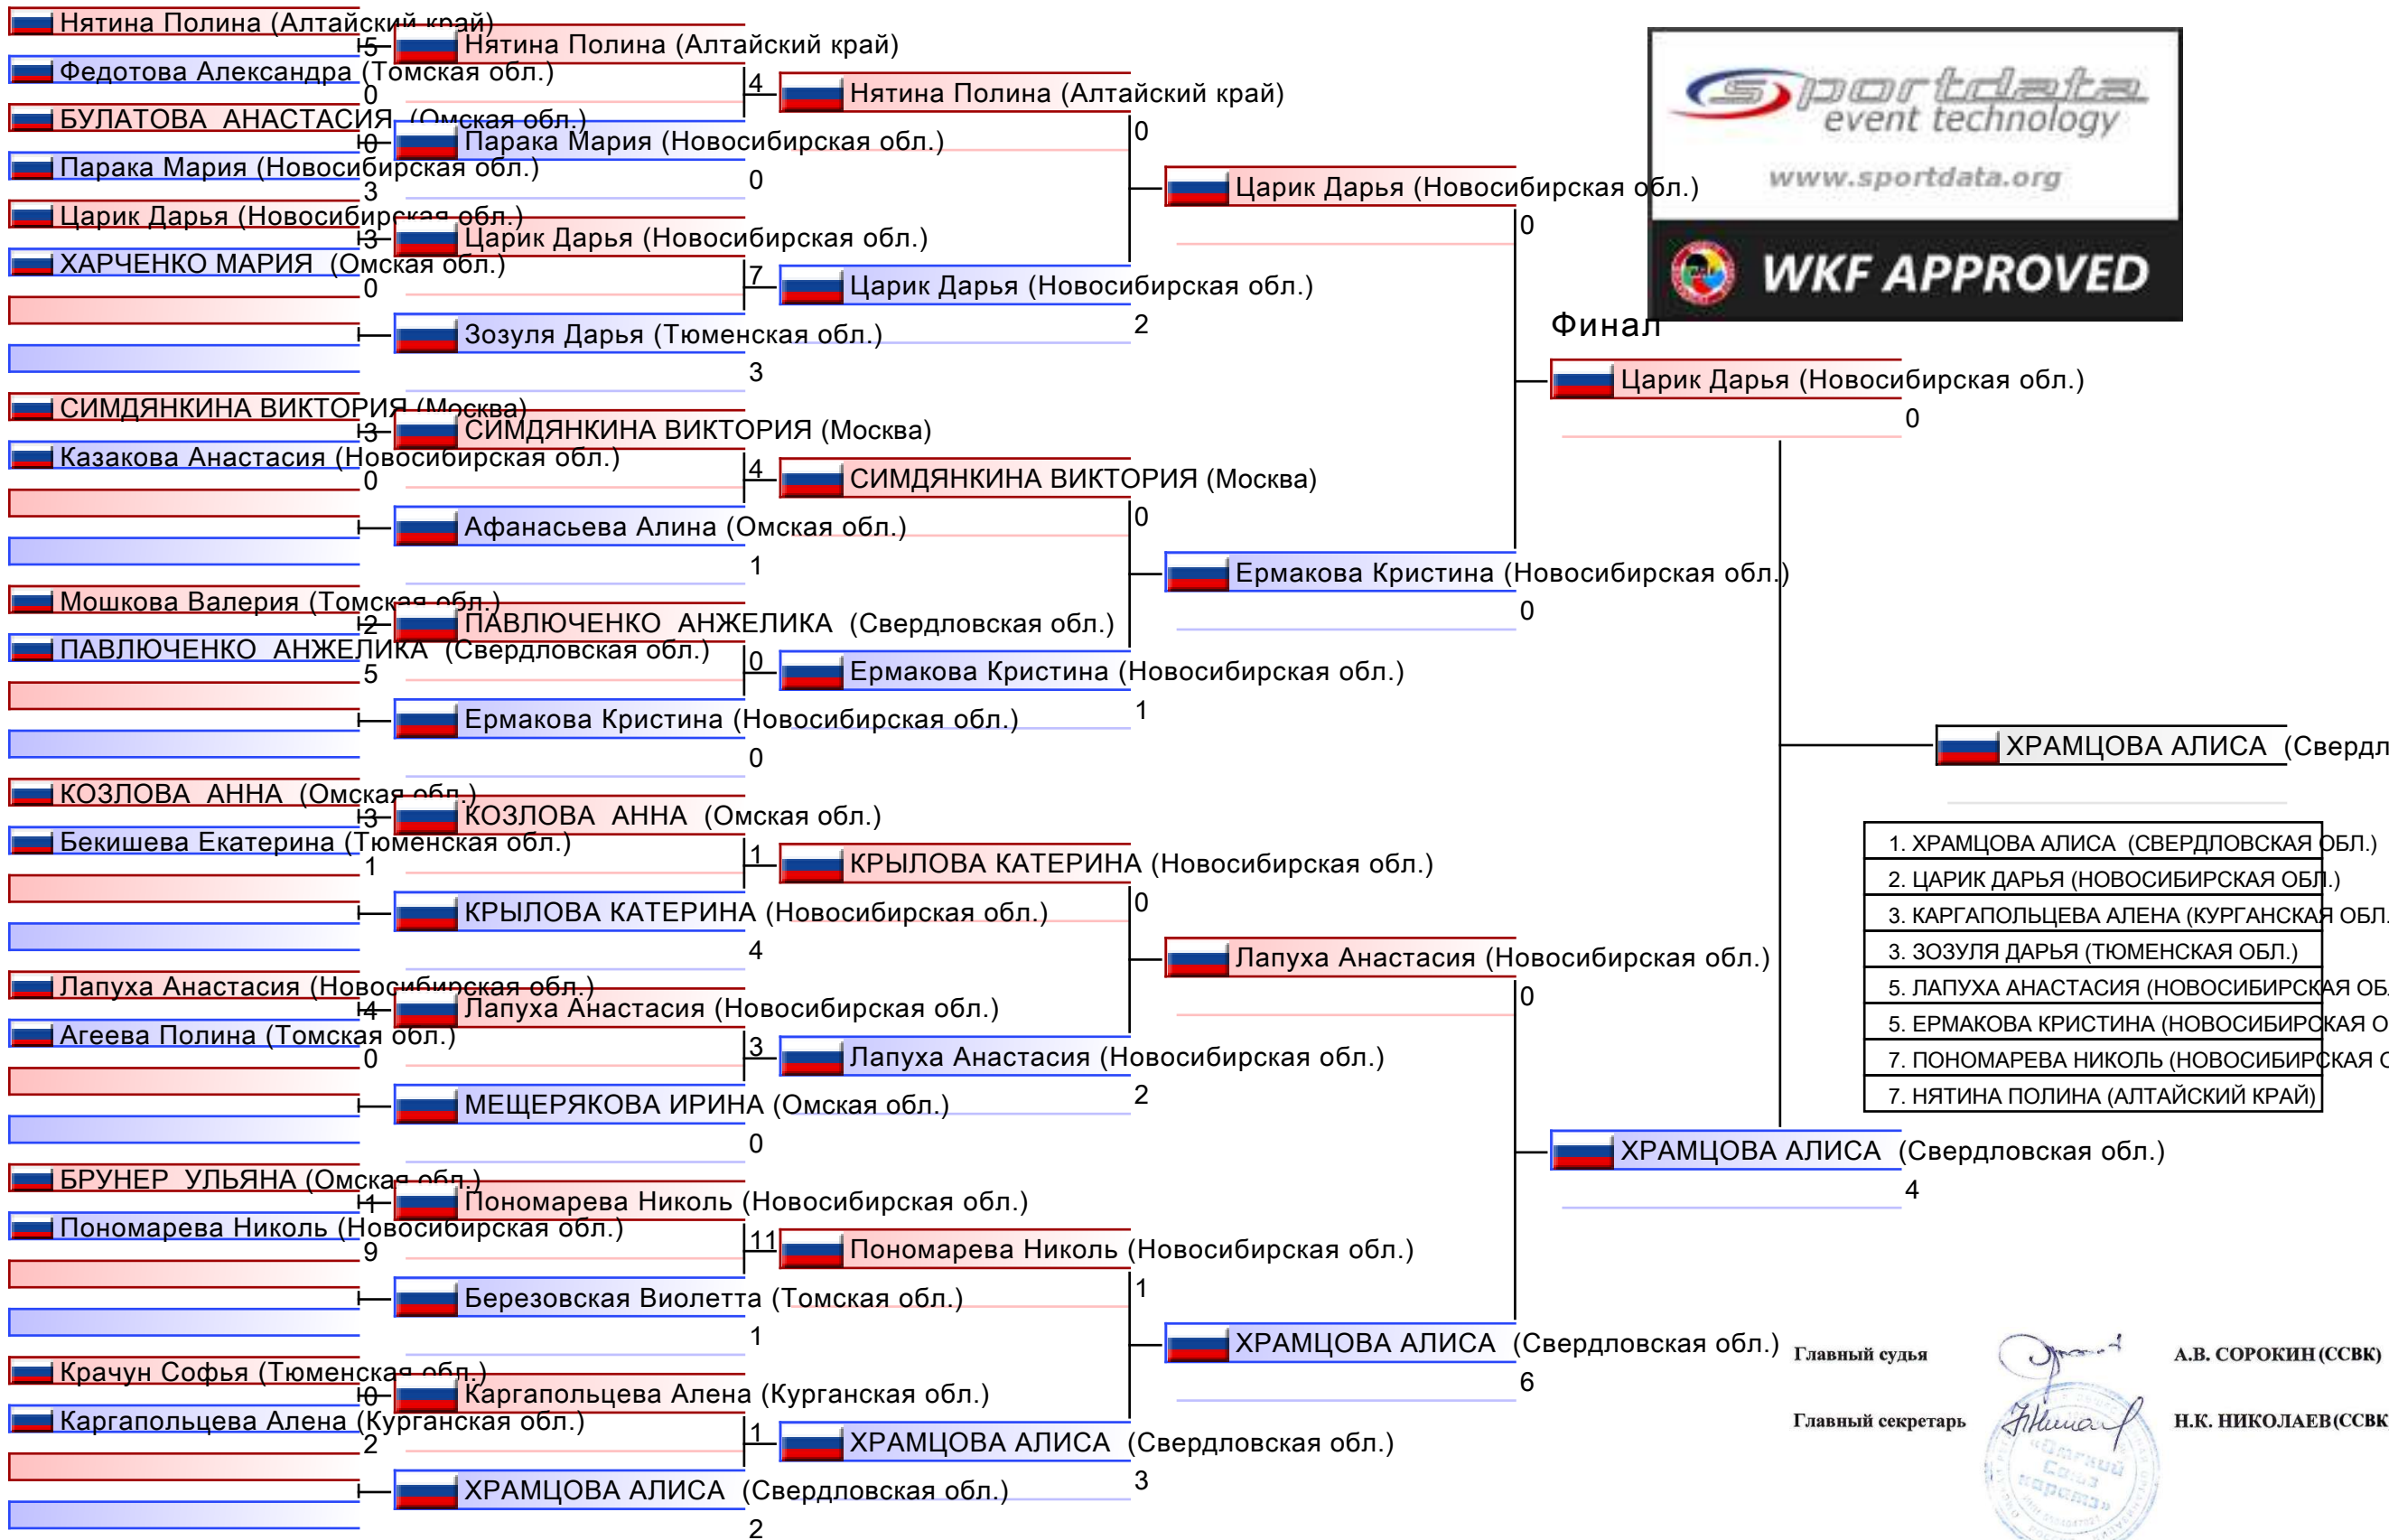 Нятина Полина (Алтайский край)
5
Федотова Александра (Томская обл.)
0
БУЛАТОВА АНАСТАСИЯ (Омская обл.)
0
Парака Мария (Новосибирская обл.)
3
Царик Дарья (Новосибирская обл.)
3
ХАРЧЕНКО МАРИЯ (Омская обл.)
0
СИМДЯНКИНА ВИКТОРИЯ (Москва)
3
Казакова Анастасия (Новосибирская обл.)
0
Мошкова Валерия (Томская обл.)
2
ПАВЛЮЧЕНКО АНЖЕЛИКА (Свердловская обл.)
5
КОЗЛОВА АННА (Омская обл.)
3
Бекишева Екатерина (Тюменская обл.)
1
Лапуха Анастасия (Новосибирская обл.)
4
Агеева Полина (Томская обл.)
0
БРУНЕР УЛЬЯНА (Омская обл.)
1
Пономарева Николь (Новосибирская обл.)
9
Крачун Софья (Тюменская обл.)
0
Каргапольцева Алена (Курганская обл.)
2
Нятина Полина (Алтайский край)
4
Парака Мария (Новосибирская обл.)
0
Царик Дарья (Новосибирская обл.)
7
Зозуля Дарья (Тюменская обл.)
3
СИМДЯНКИНА ВИКТОРИЯ (Москва)
4
Афанасьева Алина (Омская обл.)
1
ПАВЛЮЧЕНКО АНЖЕЛИКА (Свердловская обл.)
0
Ермакова Кристина (Новосибирская обл.)
0
КОЗЛОВА АННА (Омская обл.)
1
КРЫЛОВА КАТЕРИНА (Новосибирская обл.)
4
Лапуха Анастасия (Новосибирская обл.)
3
МЕЩЕРЯКОВА ИРИНА (Омская обл.)
0
Пономарева Николь (Новосибирская обл.)
11
Березовская Виолетта (Томская обл.)
1
Каргапольцева Алена (Курганская обл.)
1
ХРАМЦОВА АЛИСА (Свердловская обл.)
2
Нятина Полина (Алтайский край)
0
Царик Дарья (Новосибирская обл.)
2
СИМДЯНКИНА ВИКТОРИЯ (Москва)
0
Ермакова Кристина (Новосибирская обл.)
1
КРЫЛОВА КАТЕРИНА (Новосибирская обл.)
0
Лапуха Анастасия (Новосибирская обл.)
2
Пономарева Николь (Новосибирская обл.)
1
ХРАМЦОВА АЛИСА (Свердловская обл.)
3
Царик Дарья (Новосибирская обл.)
0
Ермакова Кристина (Новосибирская обл.)
0
Лапуха Анастасия (Новосибирская обл.)
0
ХРАМЦОВА АЛИСА (Свердловская обл.)
6
sportdata
event technology
www.sportdata.org
WKF APPROVED
Финал
Царик Дарья (Новосибирская обл.)
0
ХРАМЦОВА АЛИСА (Свердловская обл.)
4
ХРАМЦОВА АЛИСА (Свердл
1. ХРАМЦОВА АЛИСА (СВЕРДЛОВСКАЯ ОБЛ.)
2. ЦАРИК ДАРЬЯ (НОВОСИБИРСКАЯ ОБЛ.)
3. КАРГАПОЛЬЦЕВА АЛЕНА (КУРГАНСКАЯ ОБЛ.
3. ЗОЗУЛЯ ДАРЬЯ (ТЮМЕНСКАЯ ОБЛ.)
5. ЛАПУХА АНАСТАСИЯ (НОВОСИБИРСКАЯ ОБ
5. ЕРМАКОВА КРИСТИНА (НОВОСИБИРСКАЯ О
7. ПОНОМАРЕВА НИКОЛЬ (НОВОСИБИРСКАЯ О
7. НЯТИНА ПОЛИНА (АЛТАЙСКИЙ КРАЙ)
Главный судья А.В. СОРОКИН (ССВК)
Главный секретарь Н.К. НИКОЛАЕВ (ССВК
«Омский
Союз
каратэ»